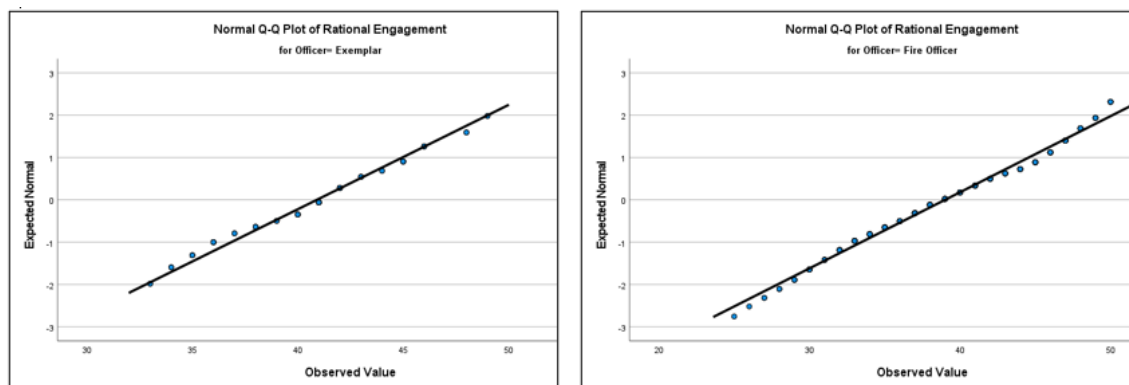 Normal Q-Q Plot of Rational Engagement
for Officer= Exemplar
Expected Normal
3
2
1
0
-1
-2
-3
30
35
40
45
50
Observed Value
Normal Q-Q Plot of Rational Engagement
for Officer= Fire Officer
Expected Normal
3
2
1
0
-1
-2
-3
20
30
40
50
Observed Value